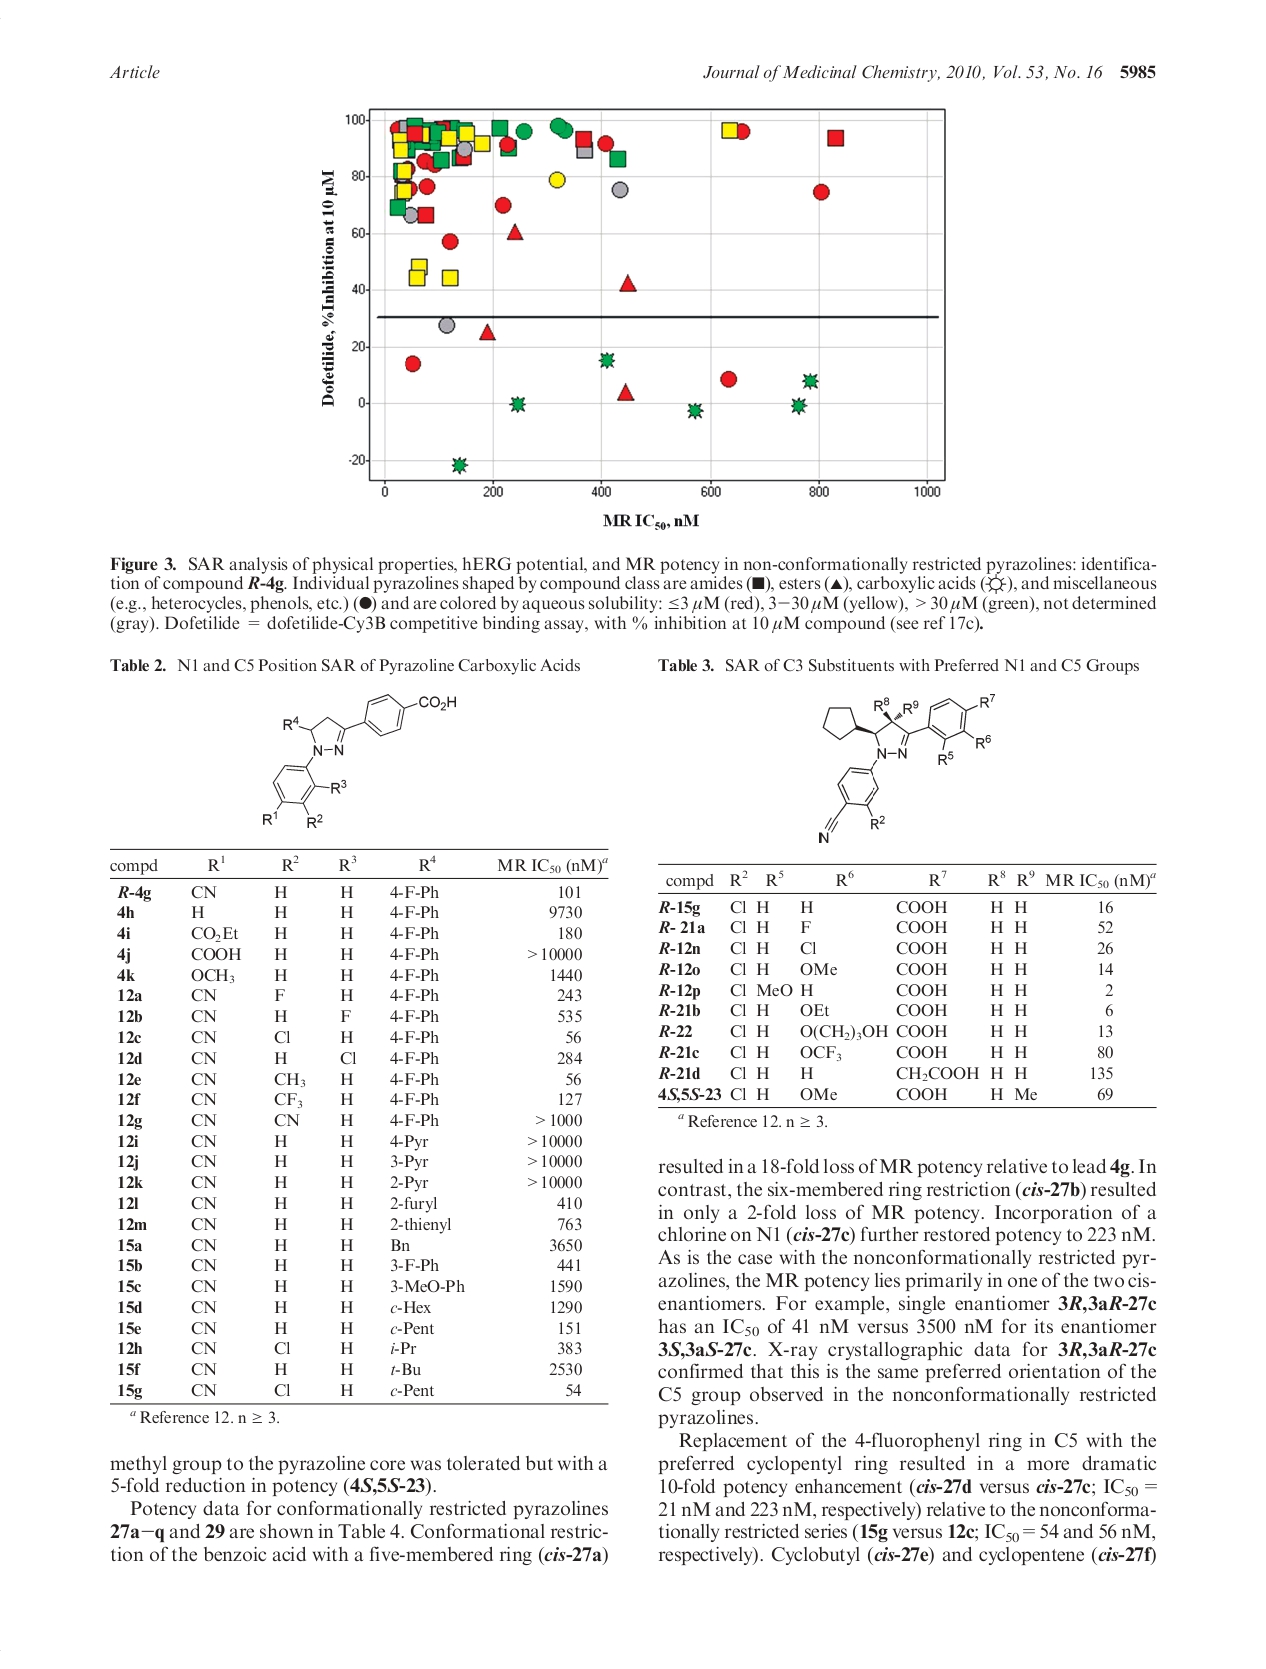 Article
Journal of Medicinal Chemistry, 2010, Vol. 53, No. 16 5985
100
80
60
40
20
0
-20
Dofetilide, % Inhibition at 10 μM
0 200 400 600 800 1000
MR IC50, nM
Figure 3. SAR analysis of physical properties, hERG potential, and MR potency in non-conformationally restricted pyrazolines: identifica-
tion of compound R-4g. Individual pyrazolines shaped by compound class are amides (■), esters (▲), carboxylic acids (☼), and miscellaneous
(e.g., heterocycles, phenols, etc.) (●) and are colored by aqueous solubility: ≤3 μM (red), 3−30 μM (yellow), > 30 μM (green), not determined
(gray). Dofetilide = dofetilide-Cy3B competitive binding assay, with % inhibition at 10 μM compound (see ref 17c).
Table 2. N1 and C5 Position SAR of Pyrazoline Carboxylic Acids
CO2H
R4
N−N
R3
R1
R2
compd R1 R2 R3 R4 MR IC50 (nM)a
R-4g CN H H 4-F-Ph 101
4h H H H 4-F-Ph 9730
4i CO2Et H H 4-F-Ph 180
4j COOH H H 4-F-Ph >10000
4k OCH3 H H 4-F-Ph 1440
12a CN F H 4-F-Ph 243
12b CN H F 4-F-Ph 535
12c CN Cl H 4-F-Ph 56
12d CN H Cl 4-F-Ph 284
12e CN CH3 H 4-F-Ph 56
12f CN CF3 H 4-F-Ph 127
12g CN CN H 4-F-Ph >1000
12i CN H H 4-Pyr >10000
12j CN H H 3-Pyr >10000
12k CN H H 2-Pyr >10000
12l CN H H 2-furyl 410
12m CN H H 2-thienyl 763
15a CN H H Bn 3650
15b CN H H 3-F-Ph 441
15c CN H H 3-MeO-Ph 1590
15d CN H H c-Hex 1290
15e CN H H c-Pent 151
12h CN Cl H i-Pr 383
15f CN H H t-Bu 2530
15g CN Cl H c-Pent 54
a Reference 12. n ≥ 3.
methyl group to the pyrazoline core was tolerated but with a
5-fold reduction in potency (4S,5S-23).
Potency data for conformationally restricted pyrazolines
27a−q and 29 are shown in Table 4. Conformational restric-
tion of the benzoic acid with a five-membered ring (cis-27a)
Table 3. SAR of C3 Substituents with Preferred N1 and C5 Groups
R8 R9 R7
R6
R5
N−N
R2
N
compd R2 R5 R6 R7 R8 R9 MR IC50 (nM)a
R-15g Cl H H COOH H H 16
R- 21a Cl H F COOH H H 52
R-12n Cl H Cl COOH H H 26
R-12o Cl H OMe COOH H H 14
R-12p Cl MeO H COOH H H 2
R-21b Cl H OEt COOH H H 6
R-22 Cl H O(CH2)3OH COOH H H 13
R-21c Cl H OCF3 COOH H H 80
R-21d Cl H H CH2COOH H H 135
4S,5S-23 Cl H OMe COOH H Me 69
a Reference 12. n ≥ 3.
resulted in a 18-fold loss of MR potency relative to lead 4g. In
contrast, the six-membered ring restriction (cis-27b) resulted
in only a 2-fold loss of MR potency. Incorporation of a
chlorine on N1 (cis-27c) further restored potency to 223 nM.
As is the case with the nonconformationally restricted pyr-
azolines, the MR potency lies primarily in one of the two cis-
enantiomers. For example, single enantiomer 3R,3aR-27c
has an IC50 of 41 nM versus 3500 nM for its enantiomer
3S,3aS-27c. X-ray crystallographic data for 3R,3aR-27c
confirmed that this is the same preferred orientation of the
C5 group observed in the nonconformationally restricted
pyrazolines.
Replacement of the 4-fluorophenyl ring in C5 with the
preferred cyclopentyl ring resulted in a more dramatic
10-fold potency enhancement (cis-27d versus cis-27c; IC50 =
21 nM and 223 nM, respectively) relative to the nonconforma-
tionally restricted series (15g versus 12c; IC50 = 54 and 56 nM,
respectively). Cyclobutyl (cis-27e) and cyclopentene (cis-27f)